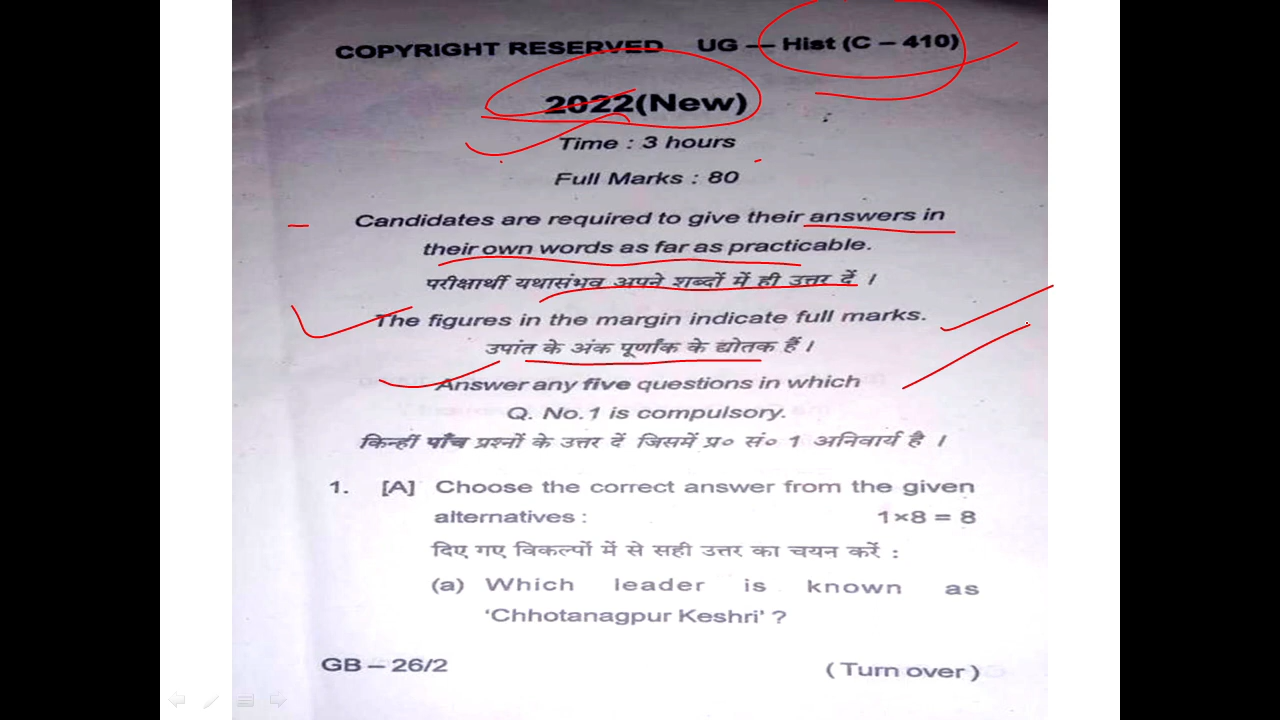 COPYRIGHT RESERVED UG — Hist (C – 410)
2022(New)
Time : 3 hours
Full Marks : 80
Candidates are required to give their answers in
their own words as far as practicable.
परीक्षार्थी यथासंभव अपने शब्दों में ही उत्तर दें ।
The figures in the margin indicate full marks.
उपांत के अंक पूर्णांक के द्योतक हैं ।
Answer any five questions in which
Q. No. 1 is compulsory.
किन्हीं पाँच प्रश्नों के उत्तर दें जिसमें प्र० सं० 1 अनिवार्य है ।
1. [A] Choose the correct answer from the given
alternatives : 1×8 = 8
दिए गए विकल्पों में से सही उत्तर का चयन करें :
(a) Which leader is known as
'Chhotanagpur Keshri' ?
GB – 26/2 (Turn over)